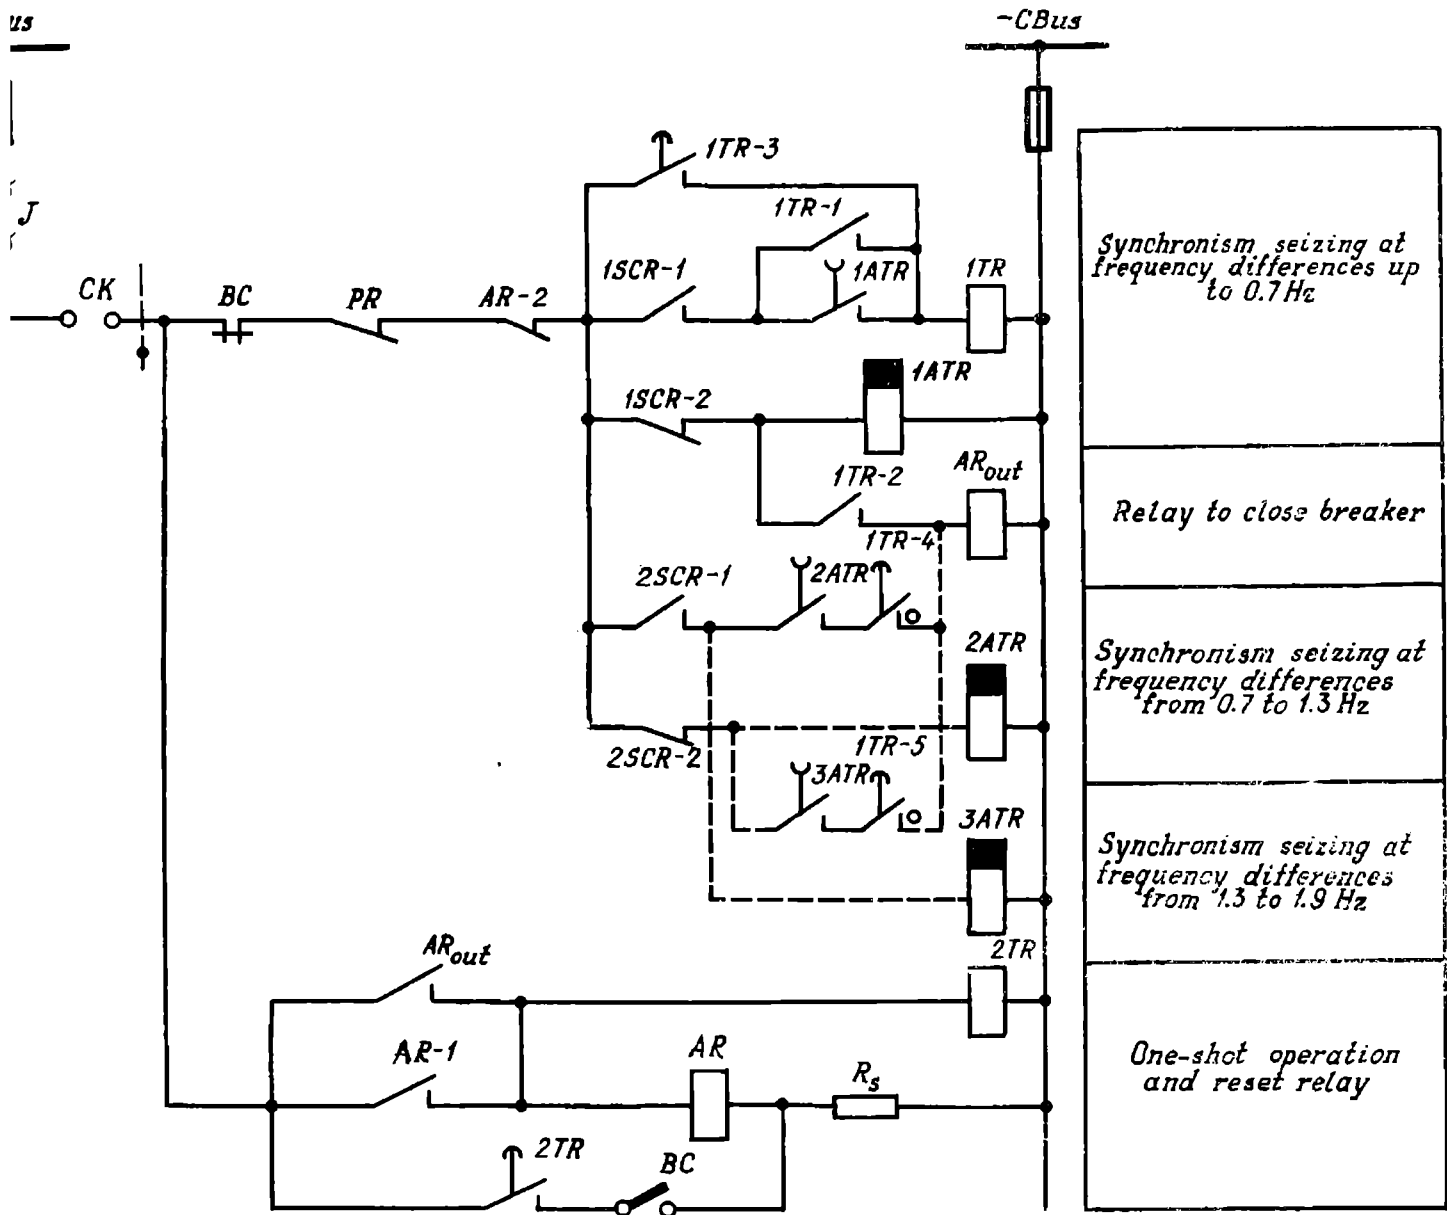 us
-CBus
J
CK
BC
PR
AR-2
1TR-3
1TR-1
1SCR-1
1ATR
1TR
1SCR-2
1ATR
1TR-2
ARout
1TR-4
2SCR-1
2ATR
2ATR
2SCR-2
1TR-5
3ATR
3ATR
ARout
2TR
AR-1
AR
Rs
2TR
BC
Synchronism seizing at
frequency differences up
to 0.7 Hz
Relay to close breaker
Synchronism seizing at
frequency differences
from 0.7 to 1.3 Hz
Synchronism seizing at
frequency differences
from 1.3 to 1.9 Hz
One-shot operation
and reset relay